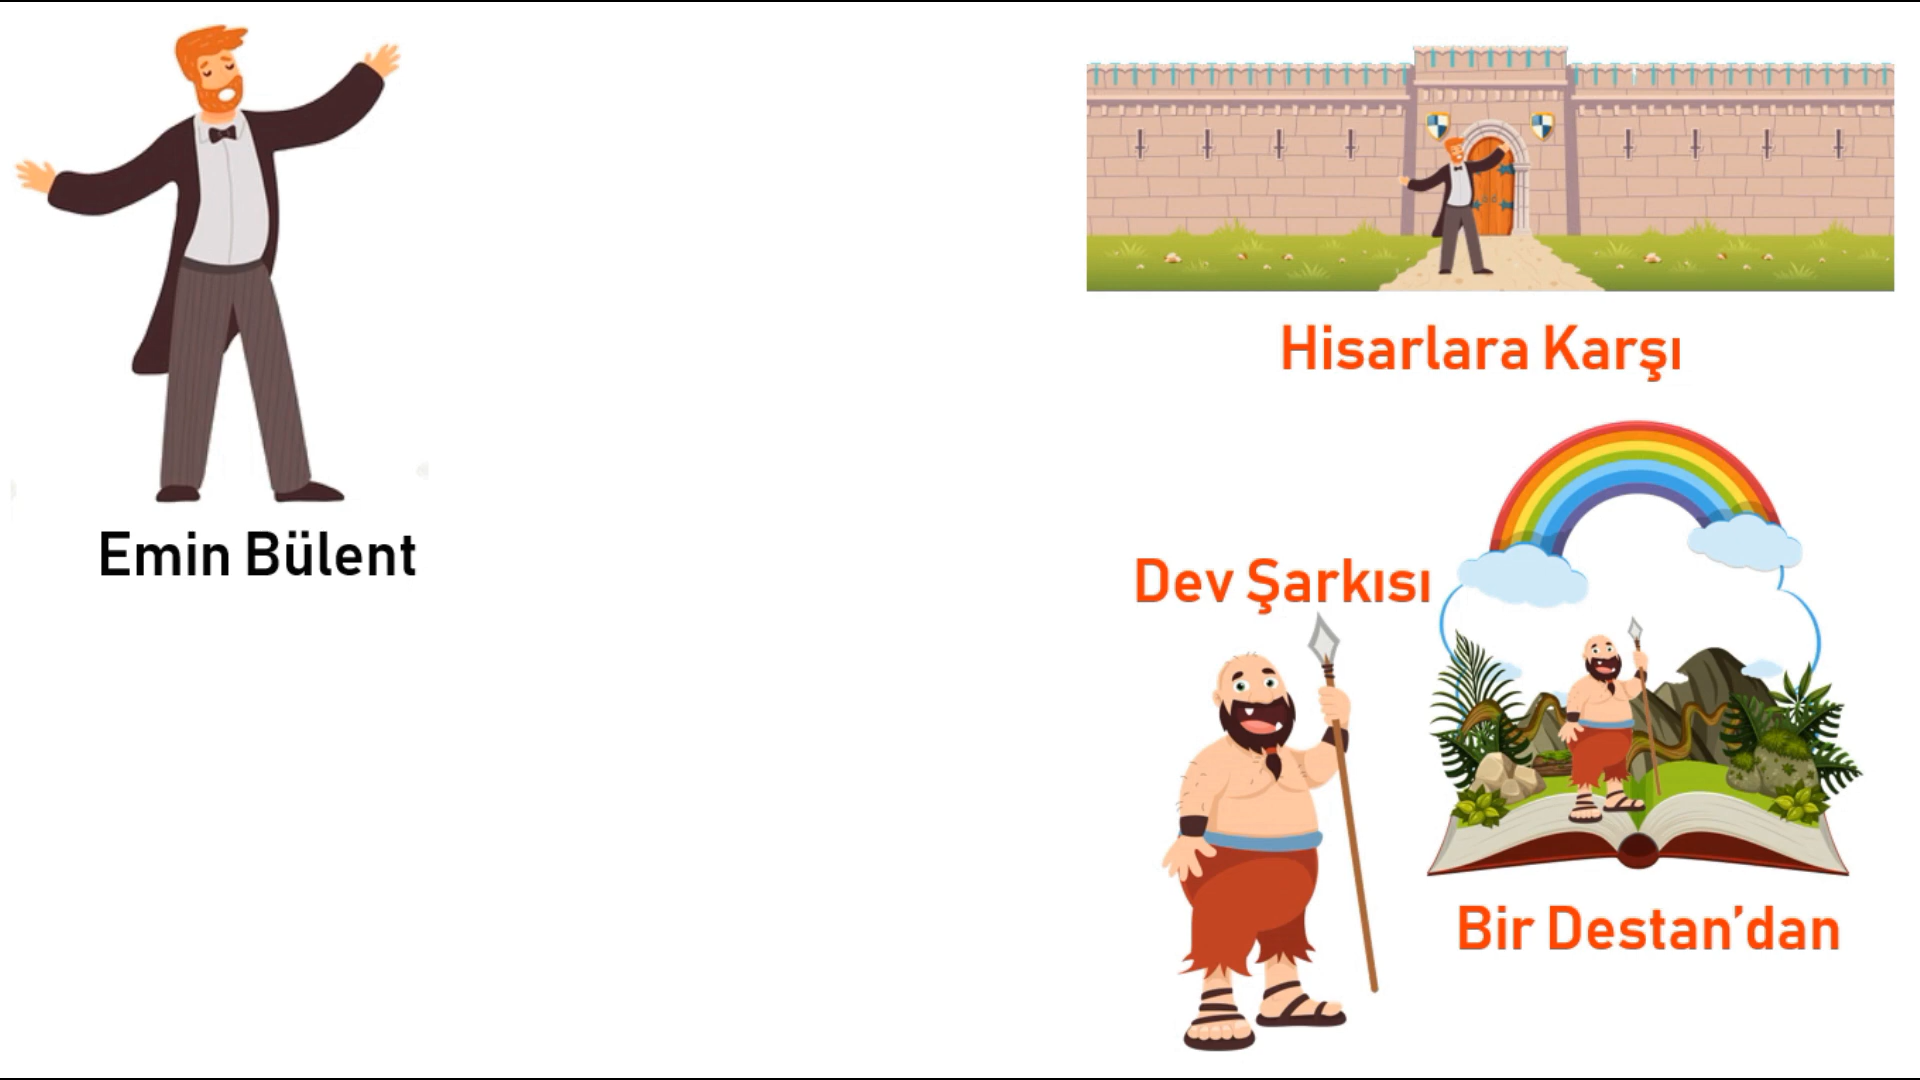 Hisarlara Karşı
Emin Bülent
Dev Şarkısı
Bir Destan’dan